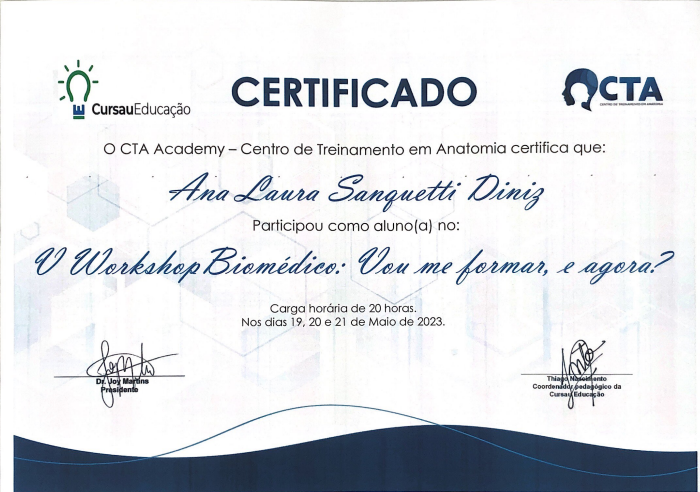 CursauEducação
CERTIFICADO
CTA
CENTRO DE TREINAMENTO EM ANATOMIA
O CTA Academy – Centro de Treinamento em Anatomia certifica que:
Ana Laura Sanquetti Diniz
Participou como aluno(a) no:
V Workshop Biomédico: Vou me formar, e agora?
Carga horária de 20 horas.
Nos dias 19, 20 e 21 de Maio de 2023.
Dr. Joy Martins
Presidente
Thiago Nascimento
Coordenador pedagógico da
Cursau Educação